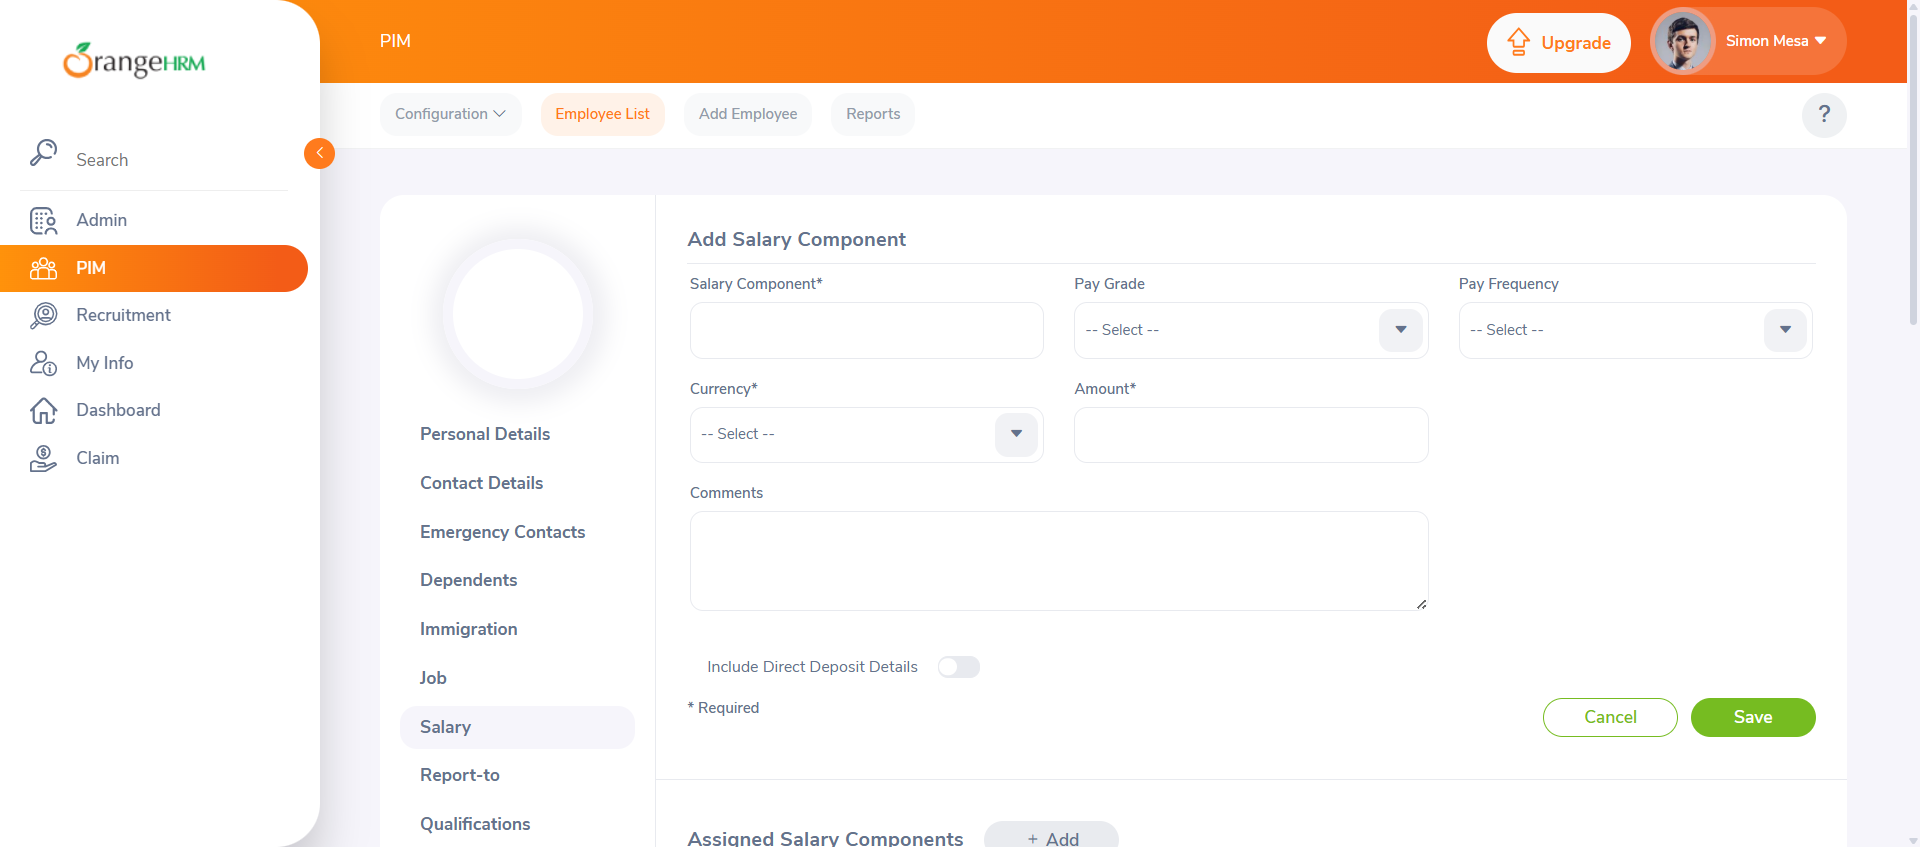 OrangeHRM
Search
Admin
PIM
Recruitment
My Info
Dashboard
Claim
PIM
Upgrade
Simon Mesa
Configuration
Employee List
Add Employee
Reports
?
Personal Details
Contact Details
Emergency Contacts
Dependents
Immigration
Job
Salary
Report-to
Qualifications
Add Salary Component
Salary Component*
Pay Grade
Pay Frequency
-- Select --
-- Select --
Currency*
Amount*
-- Select --
Comments
Include Direct Deposit Details
* Required
Cancel
Save
Assigned Salary Components
+ Add